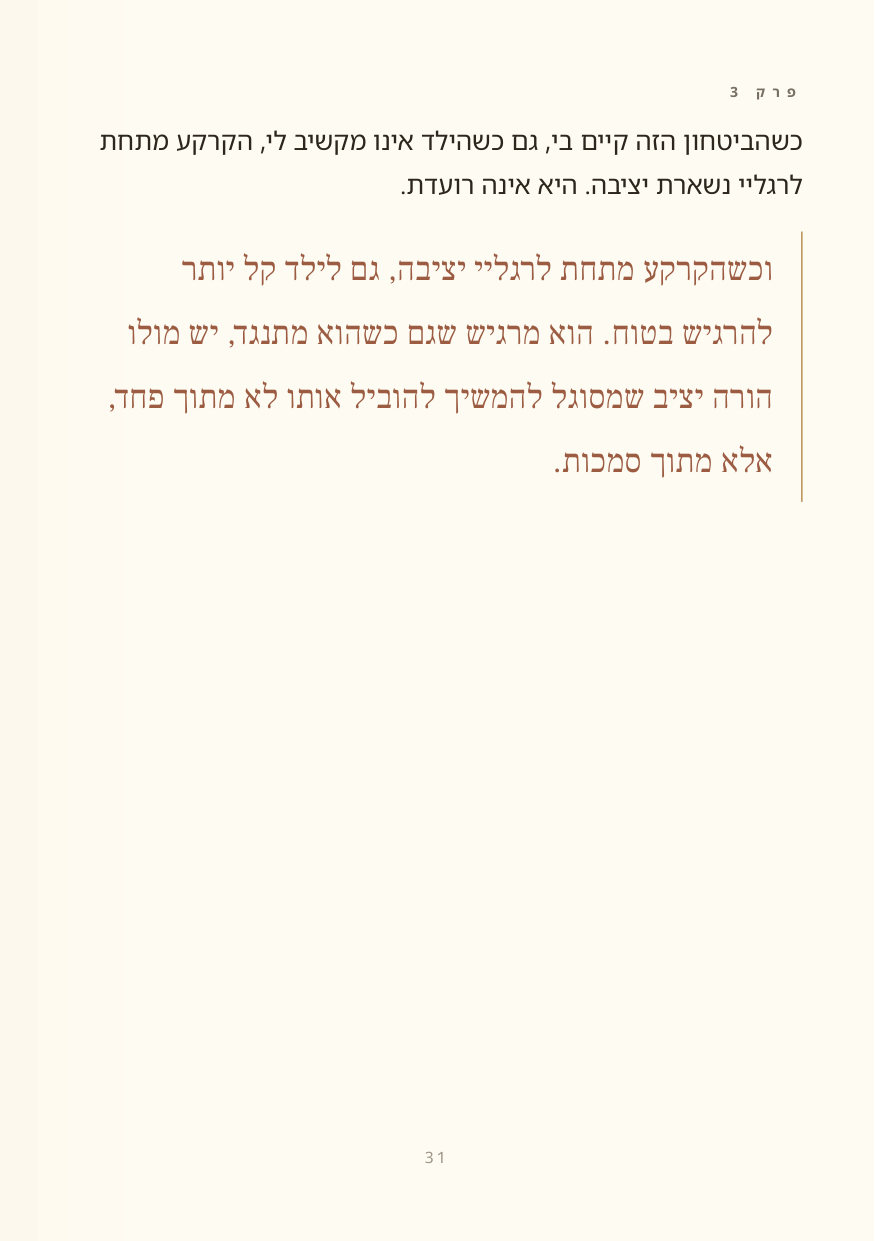 פרק 3
כשהביטחון הזה קיים בי, גם כשהילד אינו מקשיב לי, הקרקע מתחת
לרגליי נשארת יציבה. היא אינה רועדת.
וכשהקרקע מתחת לרגליי יציבה, גם לילד קל יותר
להרגיש בטוח. הוא מרגיש שגם כשהוא מתנגד, יש מולו
הורה יציב שמסוגל להמשיך להוביל אותו לא מתוך פחד,
אלא מתוך סמכות.
31